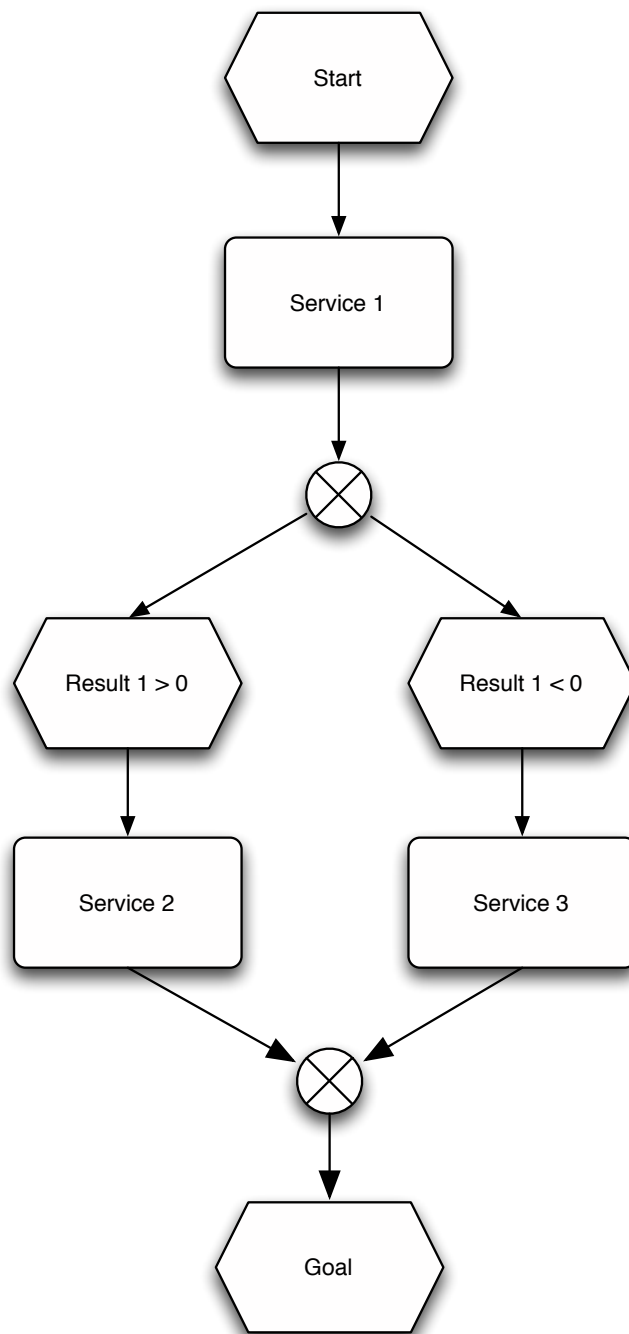 Start
Service 1
Result 1 > 0
Result 1 < 0
Service 2
Service 3
Goal